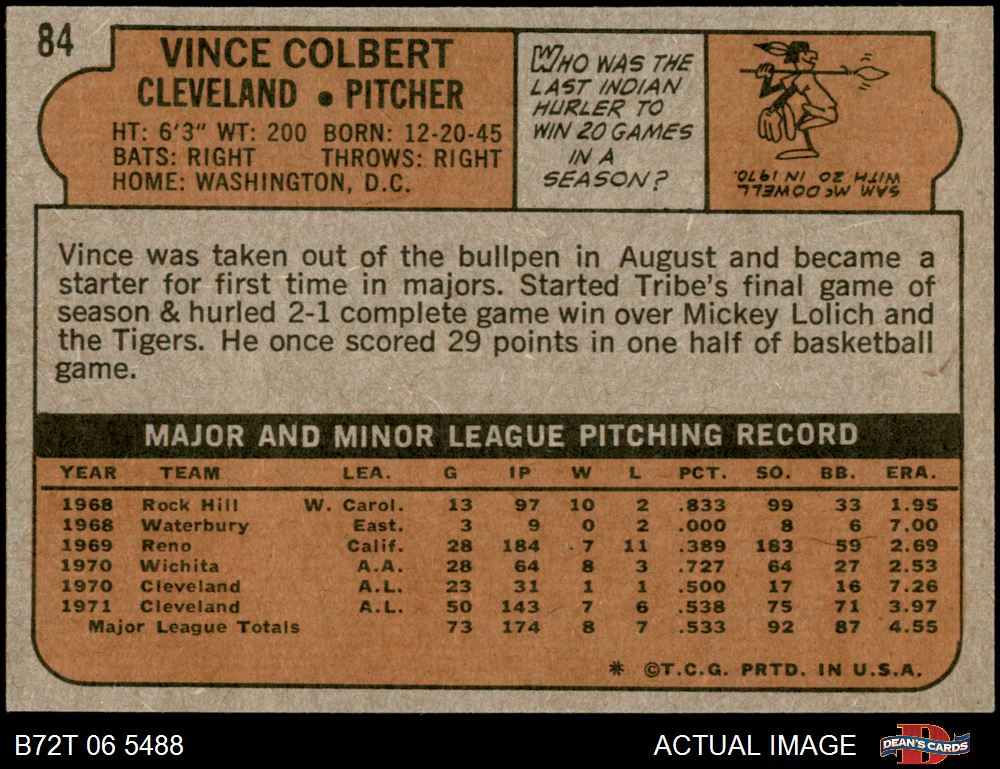 84
VINCE COLBERT
CLEVELAND • PITCHER
HT: 6'3" WT: 200 BORN: 12-20-45
BATS: RIGHT THROWS: RIGHT
HOME: WASHINGTON, D.C.
WHO WAS THE
LAST INDIAN
HURLER TO
WIN 20 GAMES
IN A
SEASON?
SAM McDOWELL WAS
WITH 20 IN 1970.
Vince was taken out of the bullpen in August and became a
starter for first time in majors. Started Tribe's final game of
season & hurled 2-1 complete game win over Mickey Lolich and
the Tigers. He once scored 29 points in one half of basketball
game.
MAJOR AND MINOR LEAGUE PITCHING RECORD
YEAR TEAM LEA. G IP W L PCT. SO. BB. ERA.
1968 Rock Hill W. Carol. 13 97 10 2 .833 99 33 1.95
1968 Waterbury East. 3 9 0 2 .000 8 6 7.00
1969 Reno Calif. 28 184 7 11 .389 183 59 2.69
1970 Wichita A.A. 28 64 8 3 .727 64 27 2.53
1970 Cleveland A.L. 23 31 1 1 .500 17 16 7.26
1971 Cleveland A.L. 50 143 7 6 .538 75 71 3.97
Major League Totals 73 174 8 7 .533 92 87 4.55
* ©T.C.G. PRTD. IN U.S.A.
B72T 06 5488 ACTUAL IMAGE DEAN'S CARDS